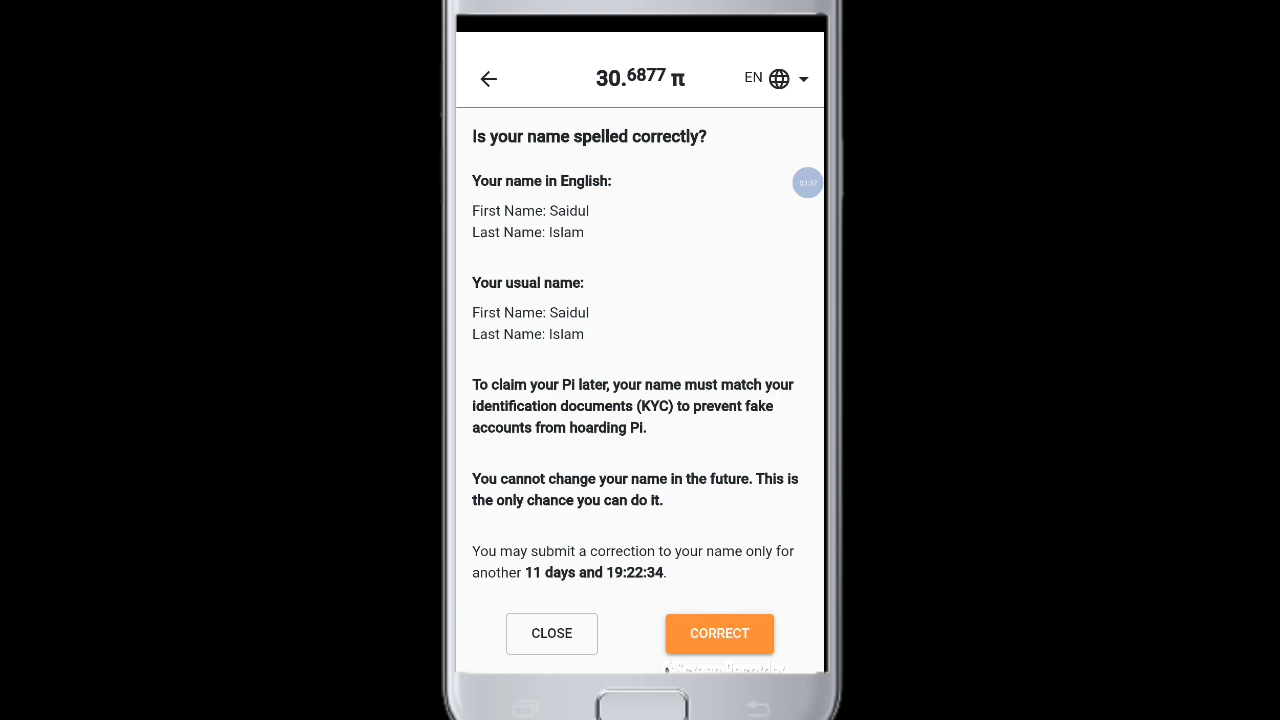 30.6877 π
EN
Is your name spelled correctly?
Your name in English:
03:32
First Name: Saidul
Last Name: Islam
Your usual name:
First Name: Saidul
Last Name: Islam
To claim your Pi later, your name must match your
identification documents (KYC) to prevent fake
accounts from hoarding Pi.
You cannot change your name in the future. This is
the only chance you can do it.
You may submit a correction to your name only for
another 11 days and 19:22:34.
CLOSE
CORRECT